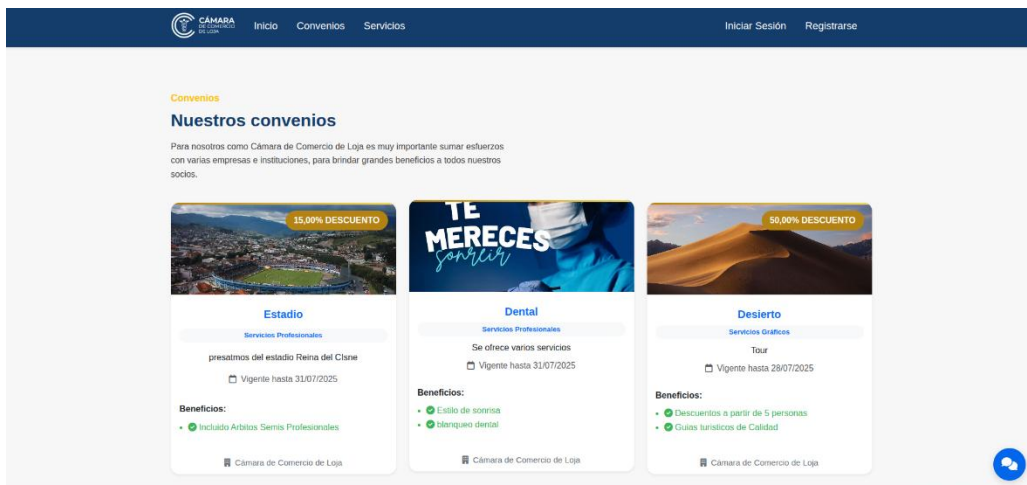 CÁMARA
DE COMERCIO
DE LOJA
Inicio Convenios Servicios
Iniciar Sesión Registrarse
Convenios
Nuestros convenios
Para nosotros como Cámara de Comercio de Loja es muy importante sumar esfuerzos
con varias empresas e instituciones, para brindar grandes beneficios a todos nuestros
socios.
15,00% DESCUENTO
Estadio
Servicios Profesionales
presatmos del estadio Reina del CIsne
Vigente hasta 31/07/2025
Beneficios:
• Incluido Arbitos Semis Profesionales
Cámara de Comercio de Loja
TE
MERECES
sonreir
Dental
Servicios Profesionales
Se ofrece varios servicios
Vigente hasta 31/07/2025
Beneficios:
• Estilo de sonrisa
• blanqueo dental
Cámara de Comercio de Loja
50,00% DESCUENTO
Desierto
Servicios Gráficos
Tour
Vigente hasta 28/07/2025
Beneficios:
• Descuentos a partir de 5 personas
• Guias turisticos de Calidad
Cámara de Comercio de Loja